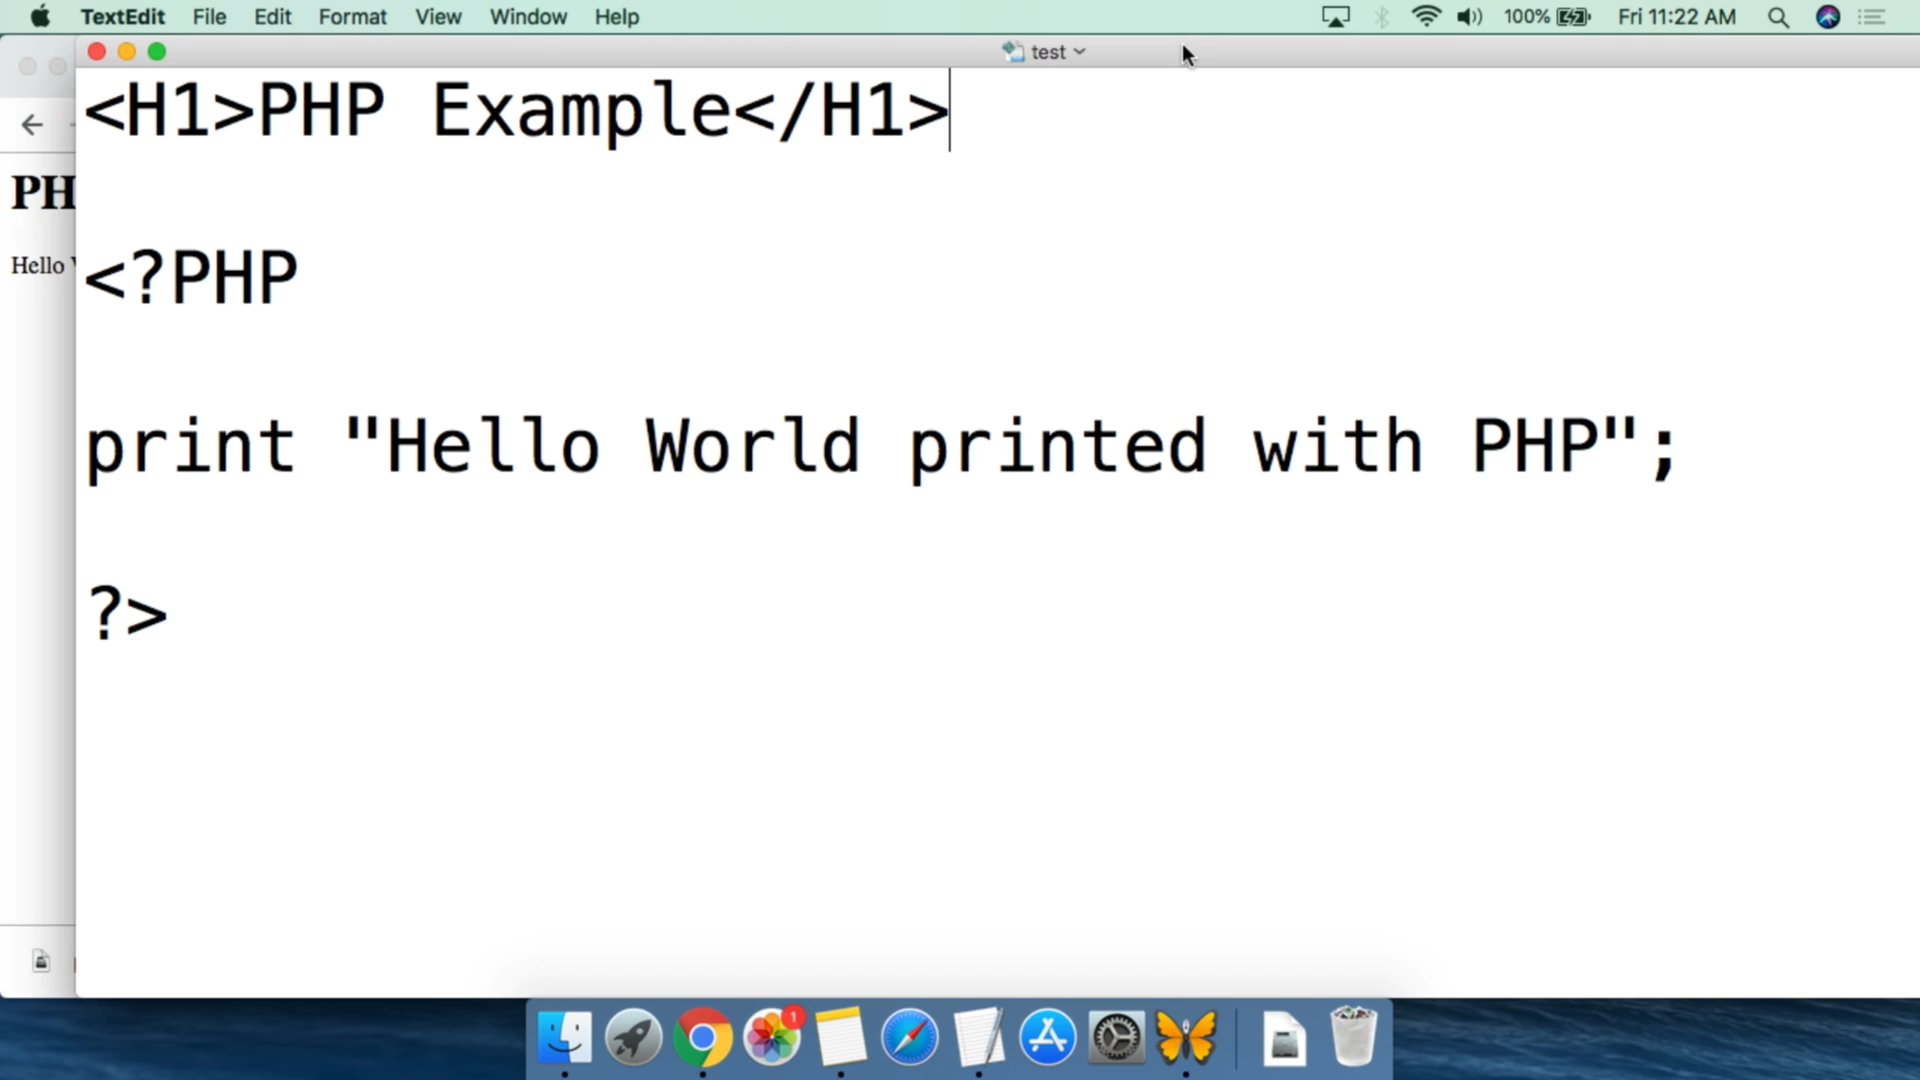 TextEdit File Edit Format View Window Help 100% Fri 11:22 AM
test
<H1>PHP Example</H1>
PH
<?PHP
Hello
print "Hello World printed with PHP";
?>
1